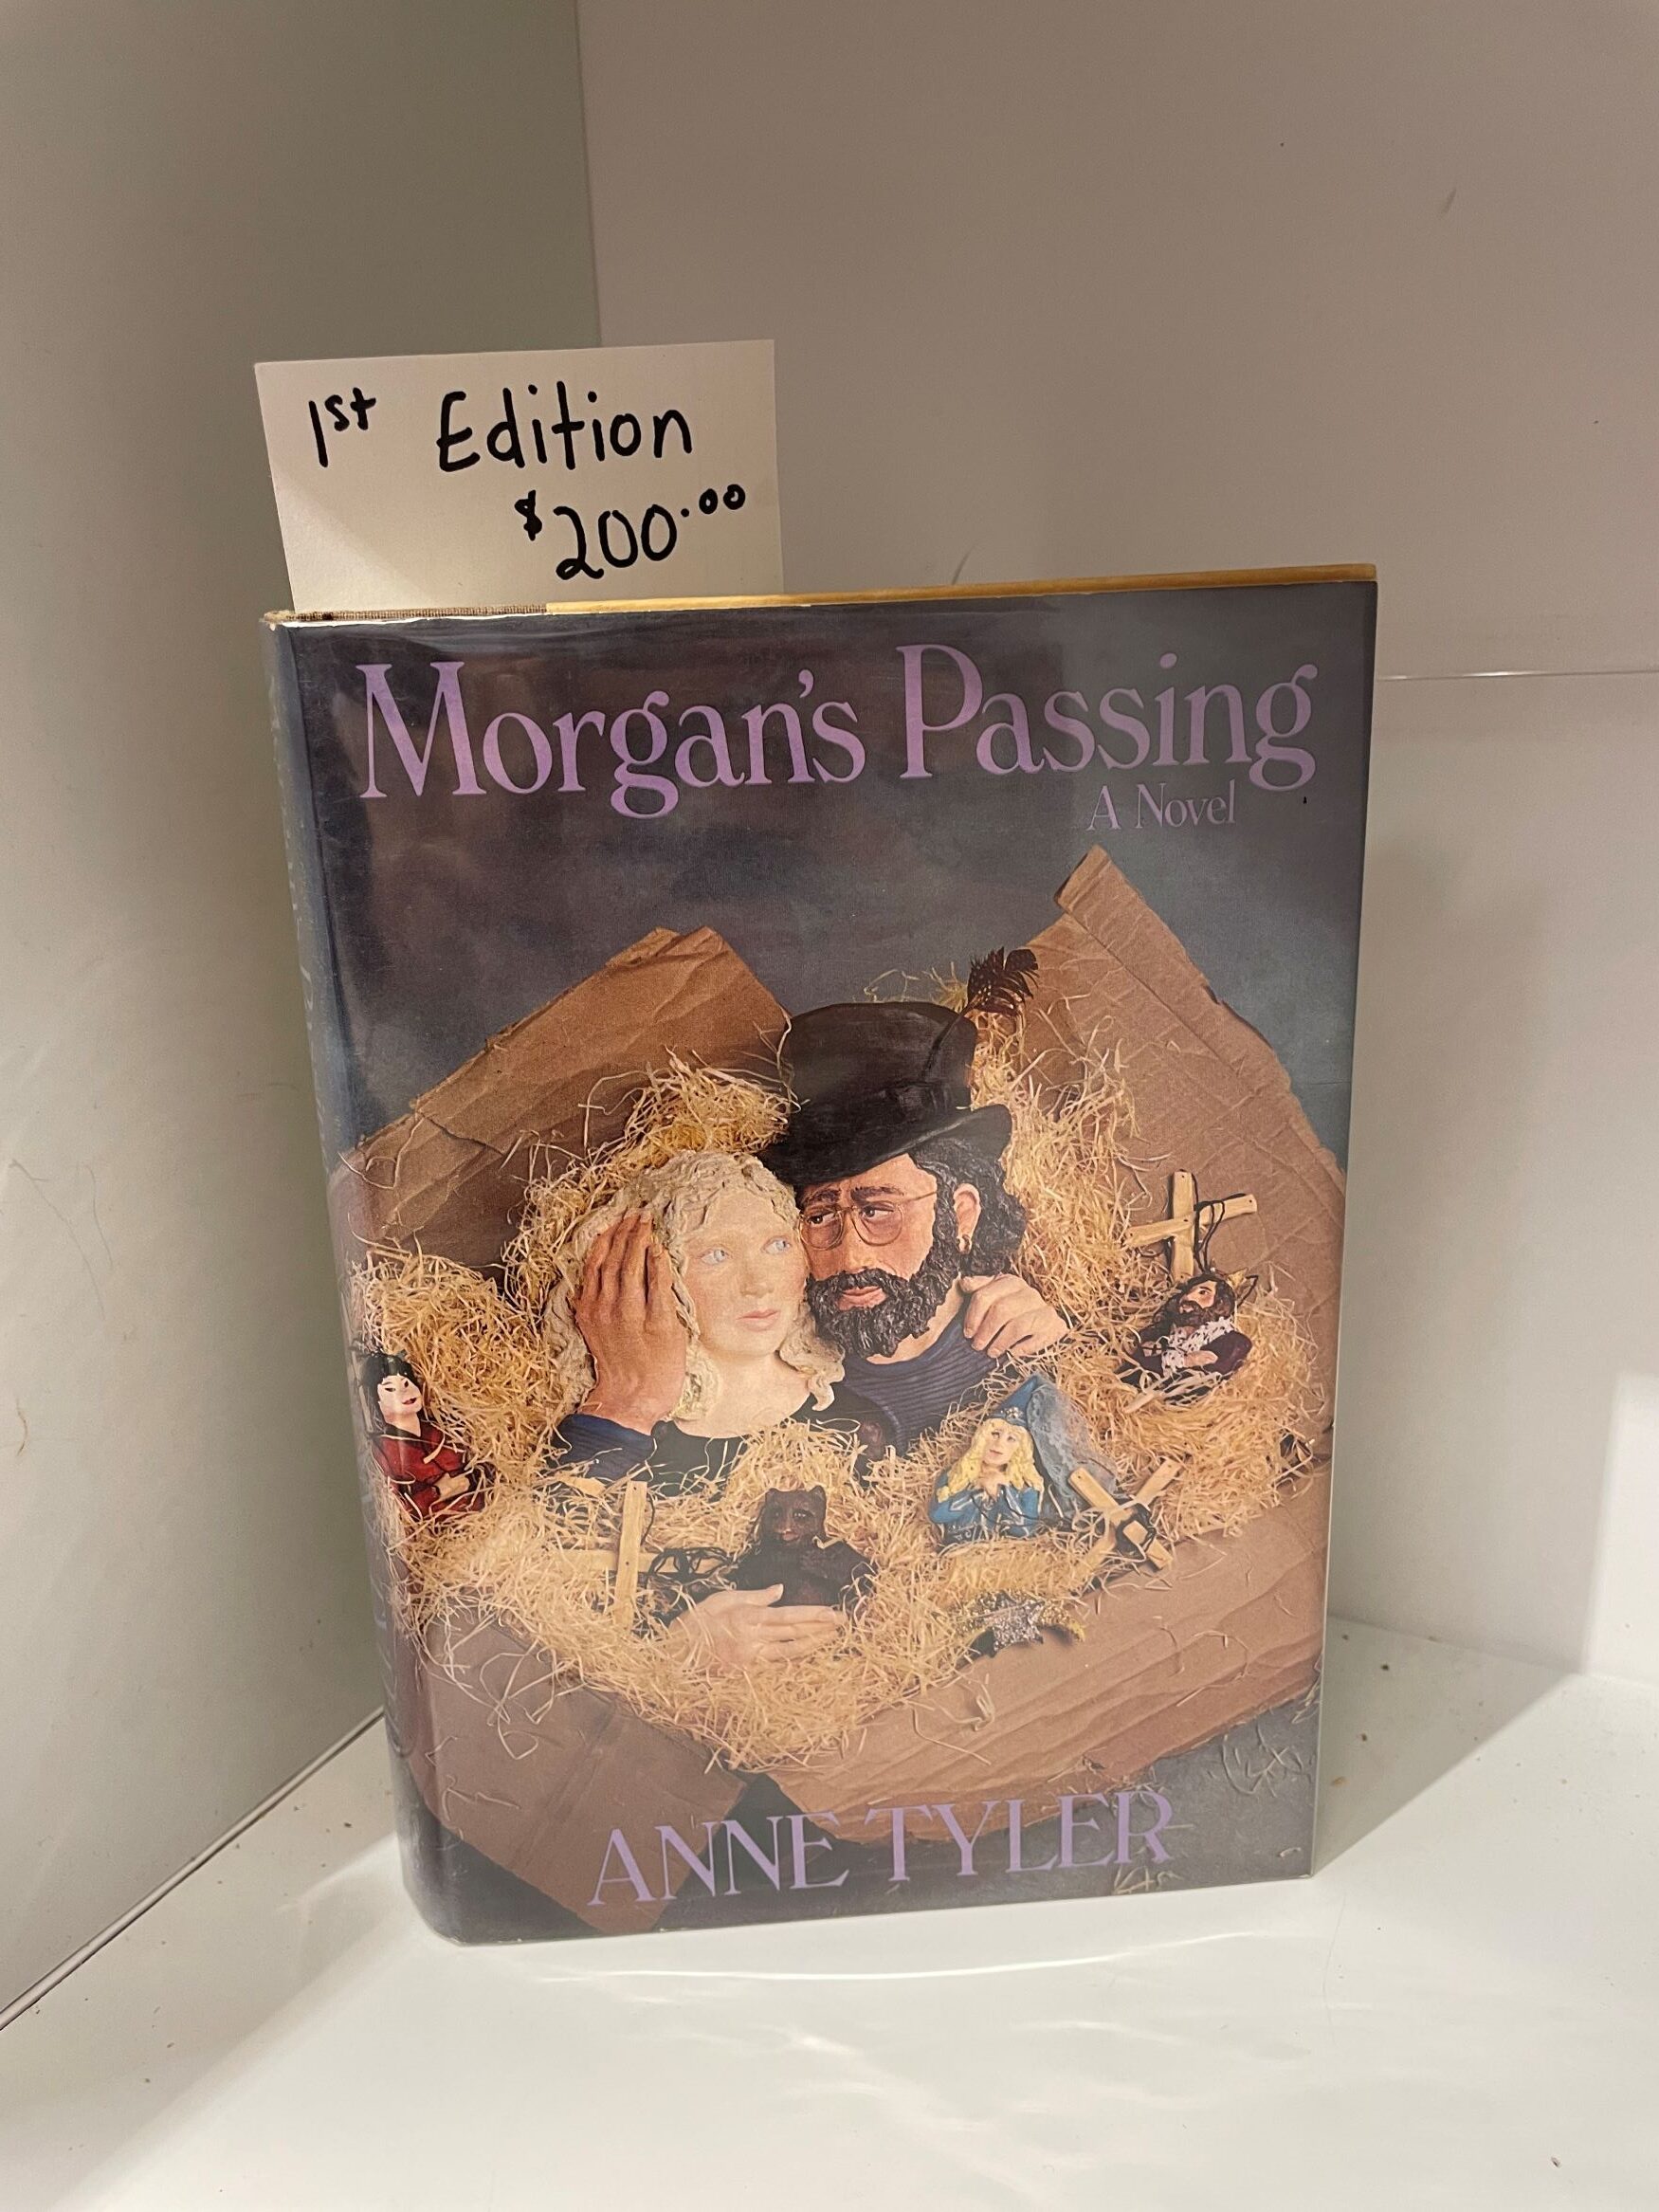 1st Edition
$200.00
Morgan's Passing
A Novel
ANNE TYLER